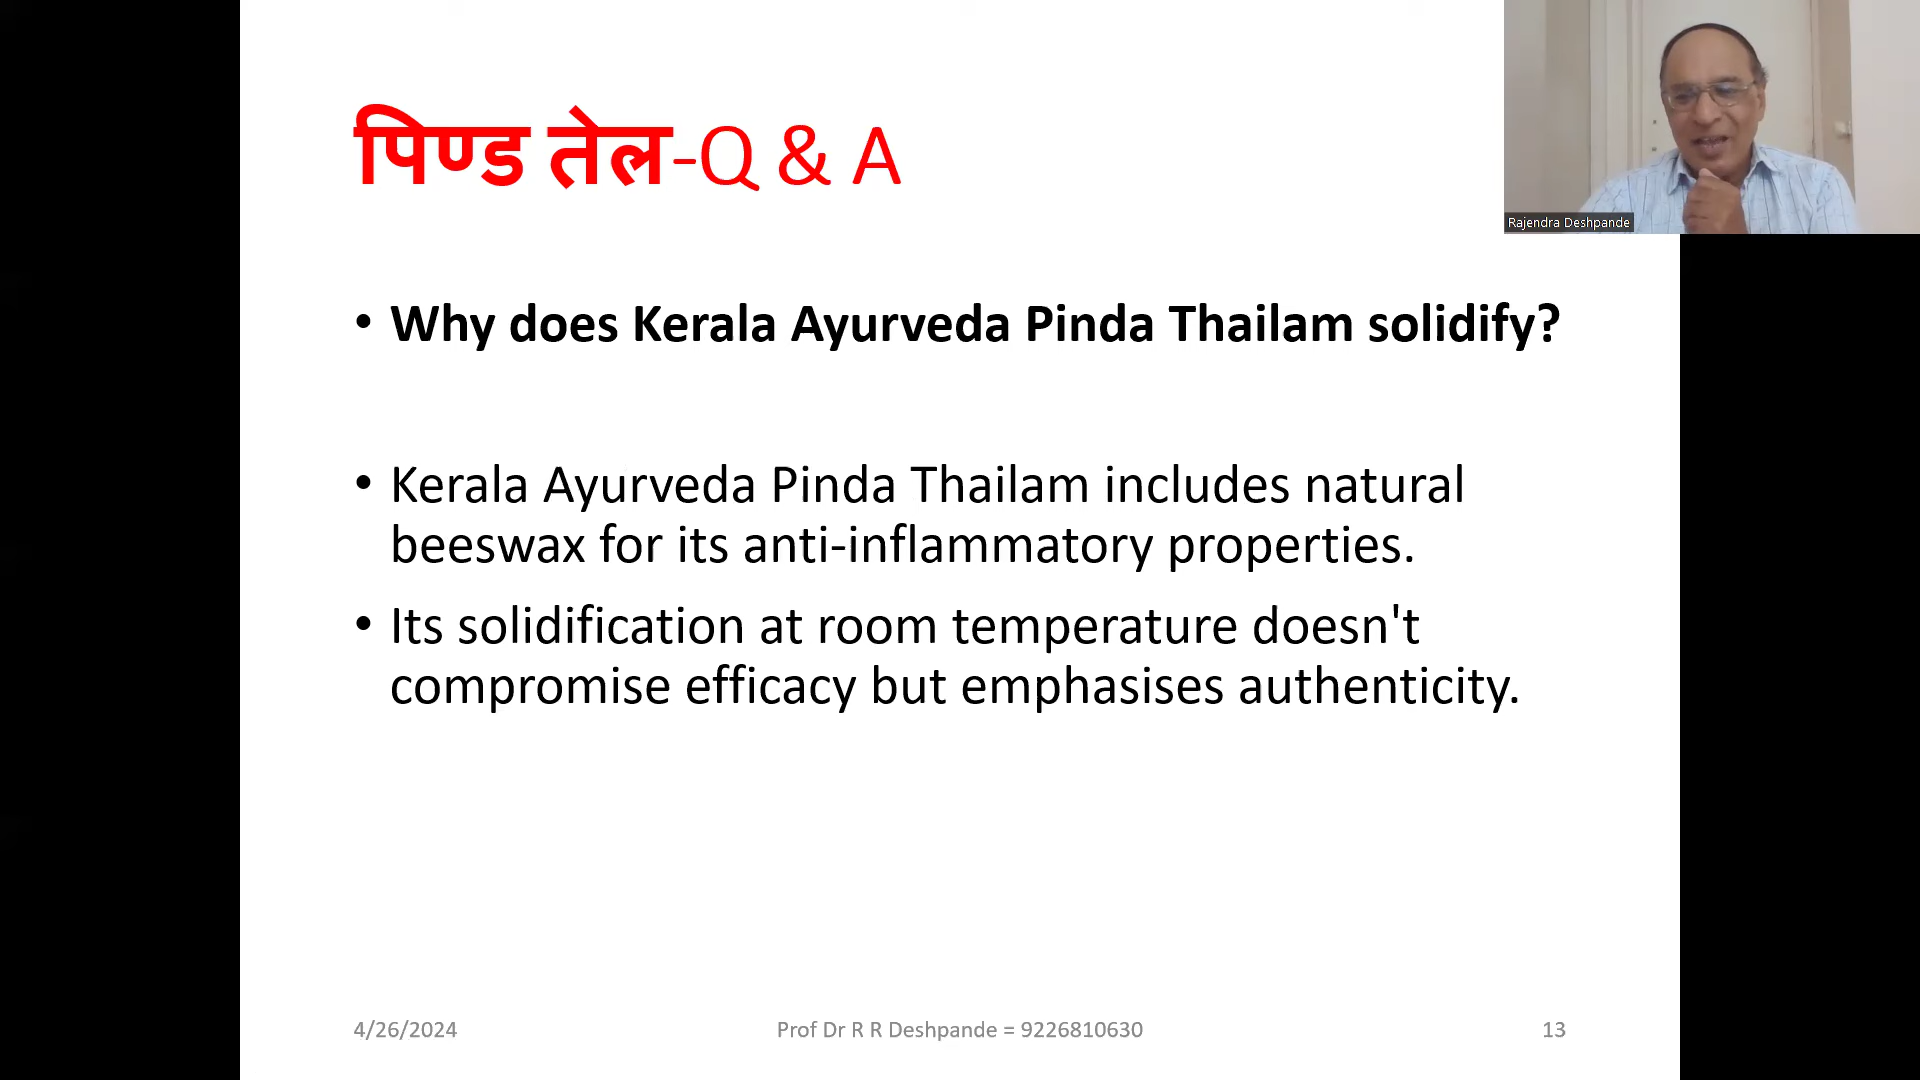 पिण्ड तेल-Q & A
Rajendra Deshpande
• Why does Kerala Ayurveda Pinda Thailam solidify?
• Kerala Ayurveda Pinda Thailam includes natural
beeswax for its anti-inflammatory properties.
• Its solidification at room temperature doesn't
compromise efficacy but emphasises authenticity.
4/26/2024
Prof Dr R R Deshpande = 9226810630
13